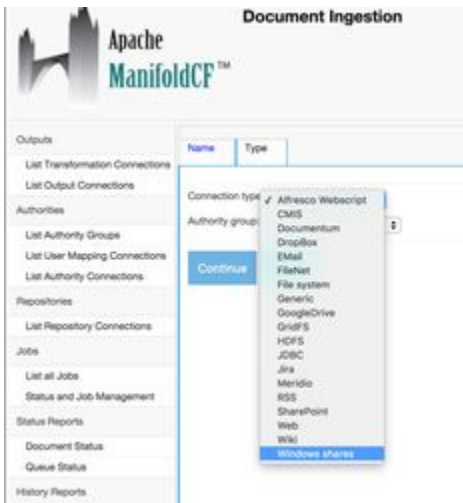 Document Ingestion
Apache
ManifoldCF™
Outputs
List Transformation Connections
List Output Connections
Authorities
List Authority Groups
List User Mapping Connections
List Authority Connections
Repositories
List Repository Connections
Jobs
List all Jobs
Status and Job Management
Status Reports
Document Status
Queue Status
History Reports
Name
Type
Connection type
Authority group
Continue
✓ Alfresco Webscript
CMIS
Documentum
DropBox
EMail
FileNet
File system
Generic
GoogleDrive
GridFS
HDFS
JDBC
Jira
Meridio
RSS
SharePoint
Web
Wiki
Windows shares